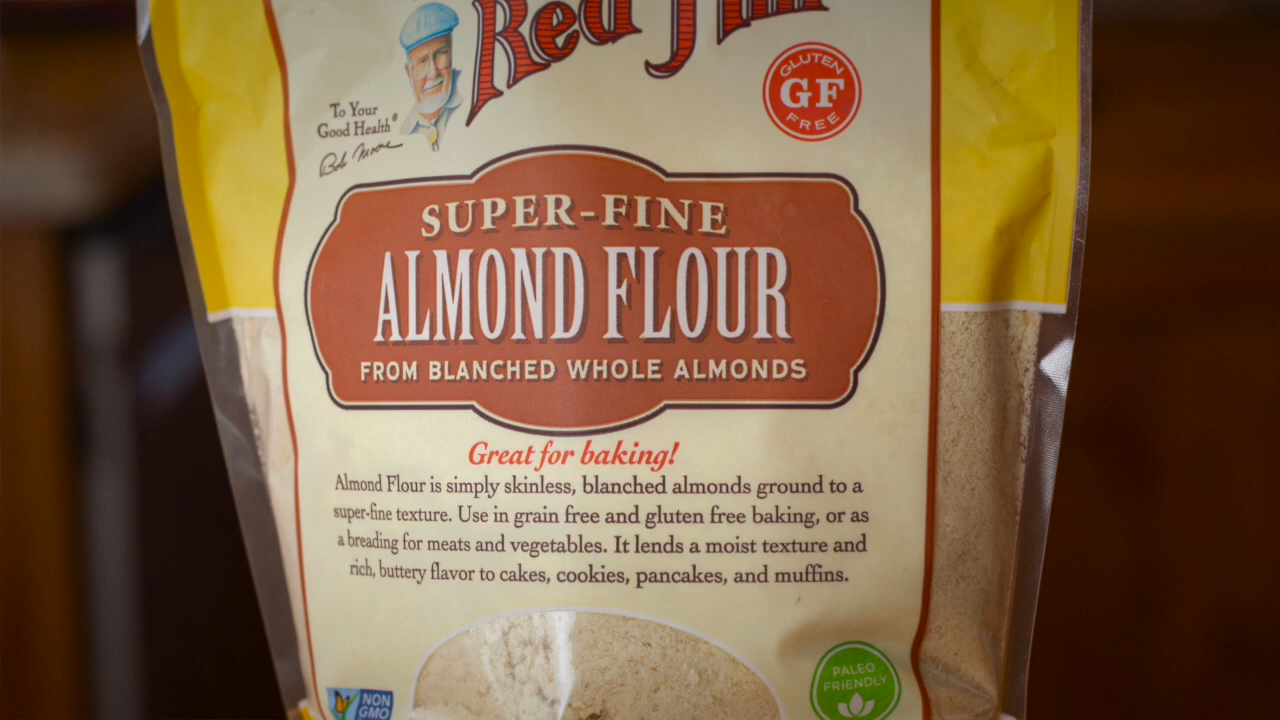 Red Mill
GLUTEN
GF
FREE
To Your
Good Health®
Bob Moore
SUPER-FINE
ALMOND FLOUR
FROM BLANCHED WHOLE ALMONDS
Great for baking!
Almond Flour is simply skinless, blanched almonds ground to a
super-fine texture. Use in grain free and gluten free baking, or as
a breading for meats and vegetables. It lends a moist texture and
rich, buttery flavor to cakes, cookies, pancakes, and muffins.
PALEO
FRIENDLY
NON
GMO